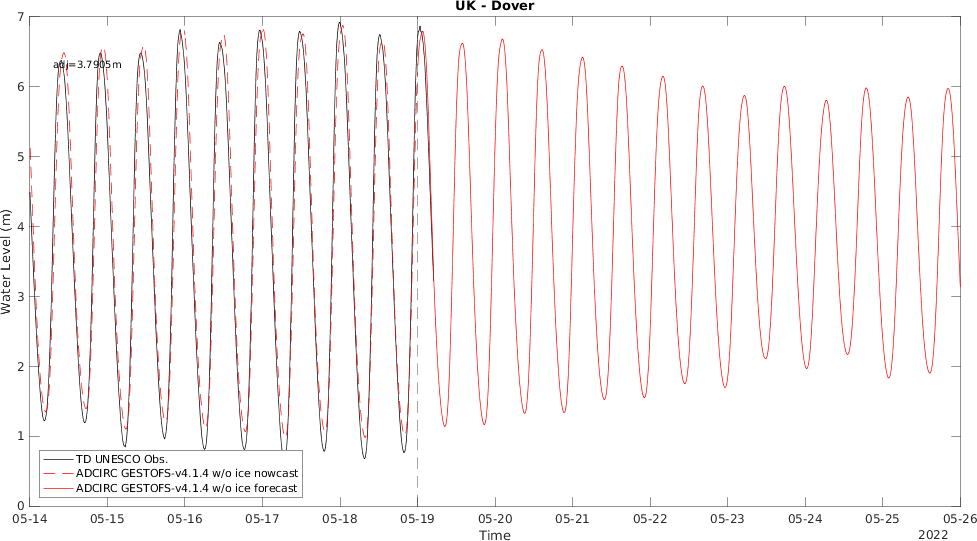 UK - Dover
7
6
5
4
3
2
1
0
Water Level (m)
adj=3.7905m
TD UNESCO Obs.
ADCIRC GESTOFS-v4.1.4 w/o ice nowcast
ADCIRC GESTOFS-v4.1.4 w/o ice forecast
05-14 05-15 05-16 05-17 05-18 05-19 05-20 05-21 05-22 05-23 05-24 05-25 05-26
Time
2022